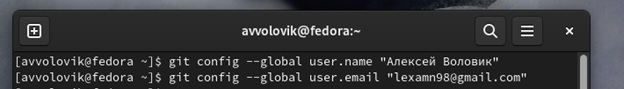 avvolovik@fedora:~
[avvolovik@fedora ~]$ git config --global user.name "Алексей Воловик"
[avvolovik@fedora ~]$ git config --global user.email "lexamn98@gmail.com"